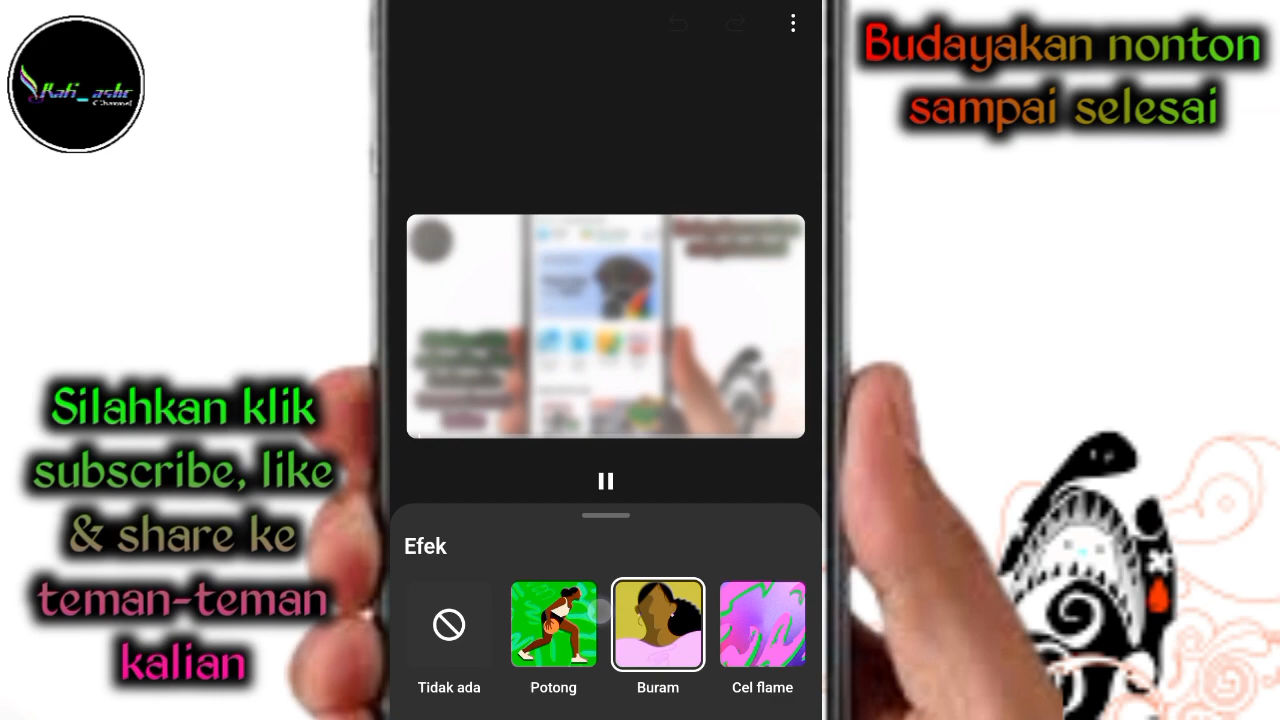 Budayakan nonton
sampai selesai
Silahkan klik
subscribe, like
& share ke
teman-teman
kalian
Efek
Tidak ada
Potong
Buram
Cel flame